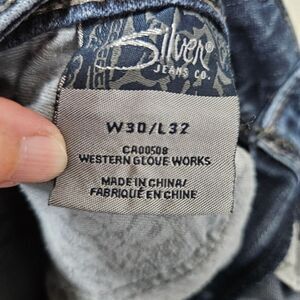 Silver®
JEANS CO.
W30/L32
CA00508
WESTERN GLOVE WORKS
MADE IN CHINA/
FABRIQUÉ EN CHINE